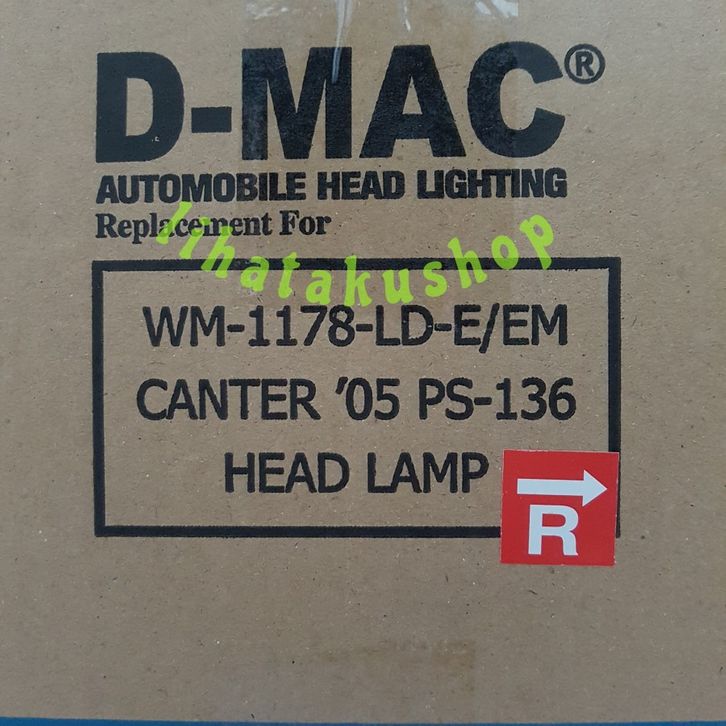 D-MAC®
AUTOMOBILE HEAD LIGHTING
Replacement For
lihatakushop
WM-1178-LD-E/EM
CANTER '05 PS-136
HEAD LAMP
R